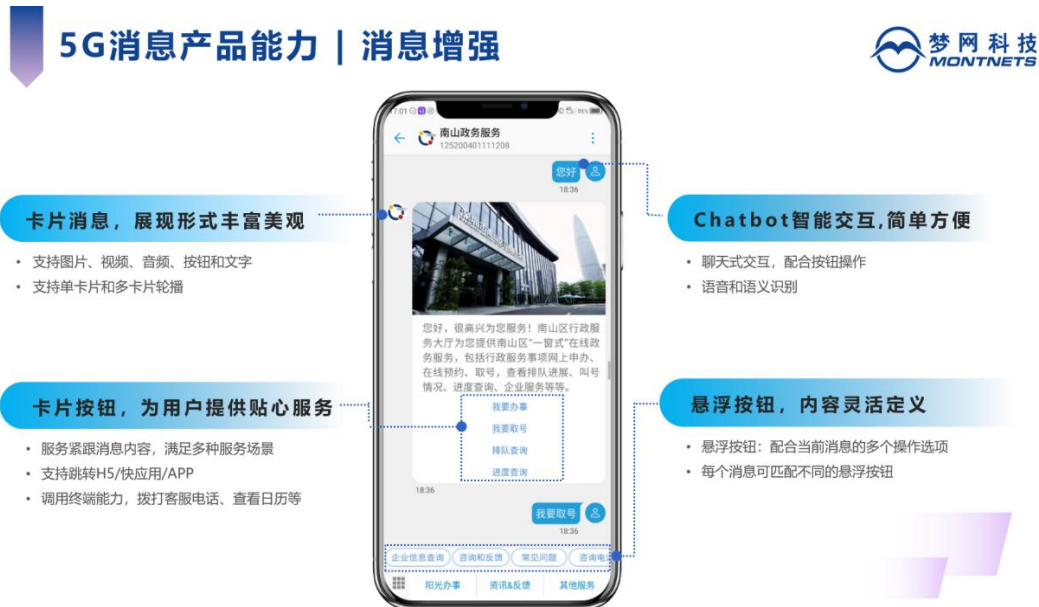 5G消息产品能力 | 消息增强
梦网科技
MONTNETS
卡片消息，展现形式丰富美观
• 支持图片、视频、音频、按钮和文字
• 支持单卡片和多卡片轮播
卡片按钮，为用户提供贴心服务
• 服务紧跟消息内容，满足多种服务场景
• 支持跳转H5/快应用/APP
• 调用终端能力，拨打客服电话、查看日历等
南山政务服务
125200401111208
您好
18:36
您好，很高兴为您服务！南山区行政服
务大厅为您提供南山区“一窗式”在线政
务服务，包括行政服务事项网上申办、
在线预约、取号，查看排队进展、叫号
情况、进度查询、企业服务等等。
我要办事
我要取号
排队查询
进度查询
18:36
我要取号
18:36
企业信息查询
咨询和反馈
常见问题
咨询电
阳光办事
资讯&反馈
其他服务
Chatbot智能交互,简单方便
• 聊天式交互，配合按钮操作
• 语音和语义识别
悬浮按钮，内容灵活定义
• 悬浮按钮：配合当前消息的多个操作选项
• 每个消息可匹配不同的悬浮按钮